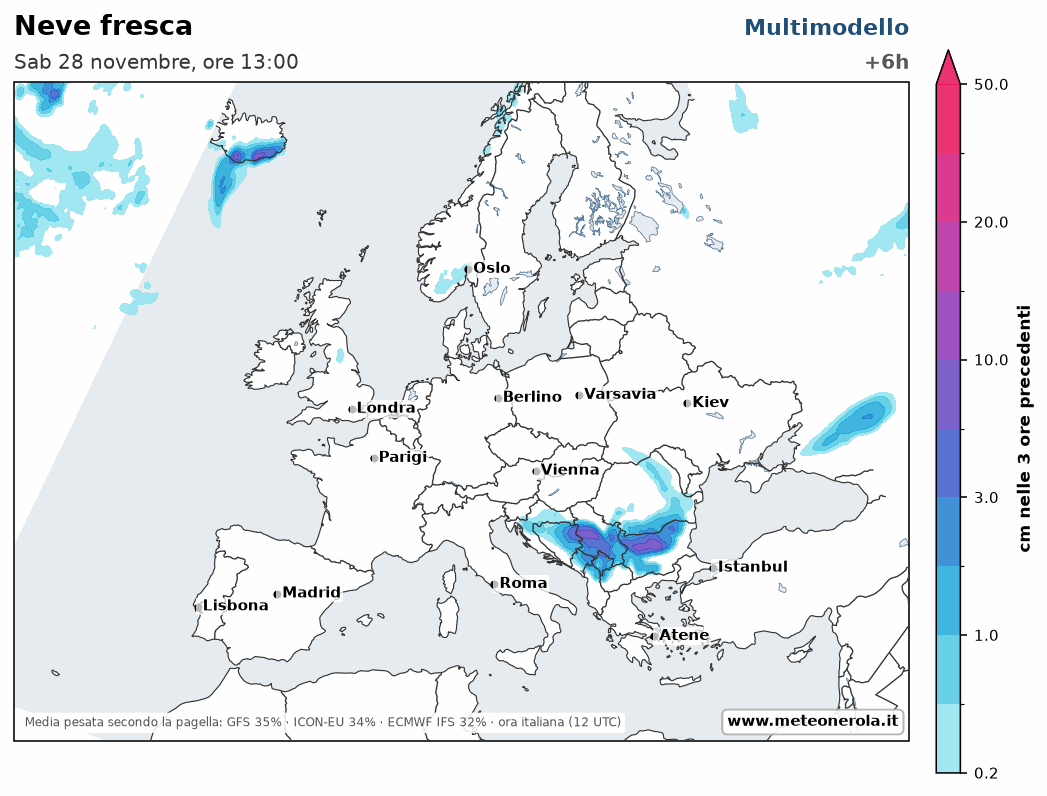 Neve fresca
Multimodello
Sab 28 novembre, ore 13:00
+6h
50.0
20.0
10.0
3.0
1.0
0.2
cm nelle 3 ore precedenti
Oslo
Berlino
Varsavia
Kiev
Londra
Parigi
Vienna
Istanbul
Roma
Madrid
Lisbona
Atene
Media pesata secondo la pagella: GFS 35% · ICON-EU 34% · ECMWF IFS 32% · ora italiana (12 UTC)
www.meteonerola.it